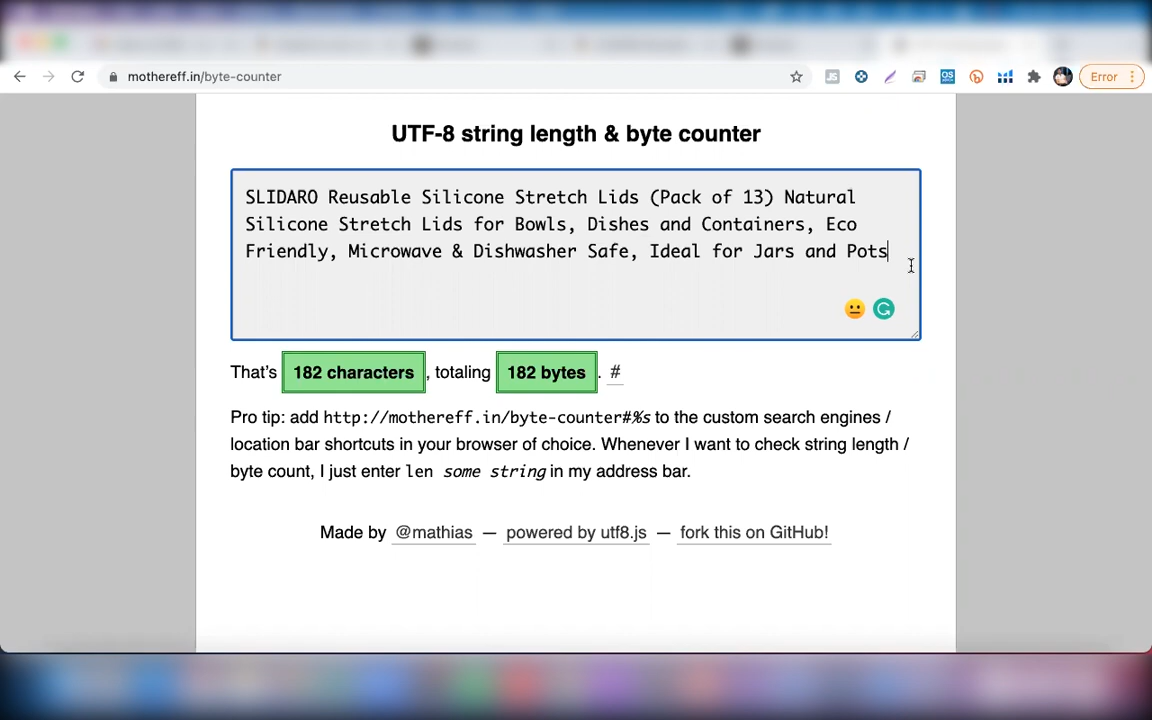 mothereff.in/byte-counter
JS
OS
Error
UTF-8 string length & byte counter
SLIDARO Reusable Silicone Stretch Lids (Pack of 13) Natural
Silicone Stretch Lids for Bowls, Dishes and Containers, Eco
Friendly, Microwave & Dishwasher Safe, Ideal for Jars and Pots
That's 182 characters, totaling 182 bytes. #
Pro tip: add http://mothereff.in/byte-counter#%s to the custom search engines /
location bar shortcuts in your browser of choice. Whenever I want to check string length /
byte count, I just enter len some string in my address bar.
Made by @mathias — powered by utf8.js — fork this on GitHub!